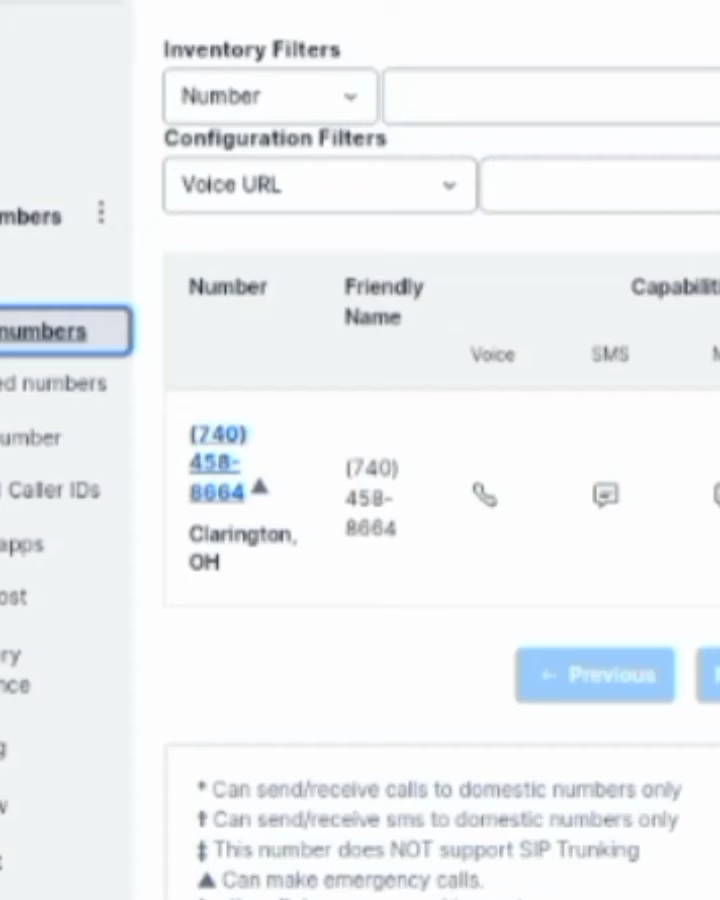 Inventory Filters
Number
Configuration Filters
Voice URL
mbers
numbers
ed numbers
umber
Caller IDs
apps
ost
ry
nce
g
Number
Friendly
Name
Capabiliti
Voice
SMS
(740)
458-
8664 ▲
Clarington,
OH
(740)
458-
8664
← Previous
* Can send/receive calls to domestic numbers only
† Can send/receive sms to domestic numbers only
‡ This number does NOT support SIP Trunking
▲ Can make emergency calls.